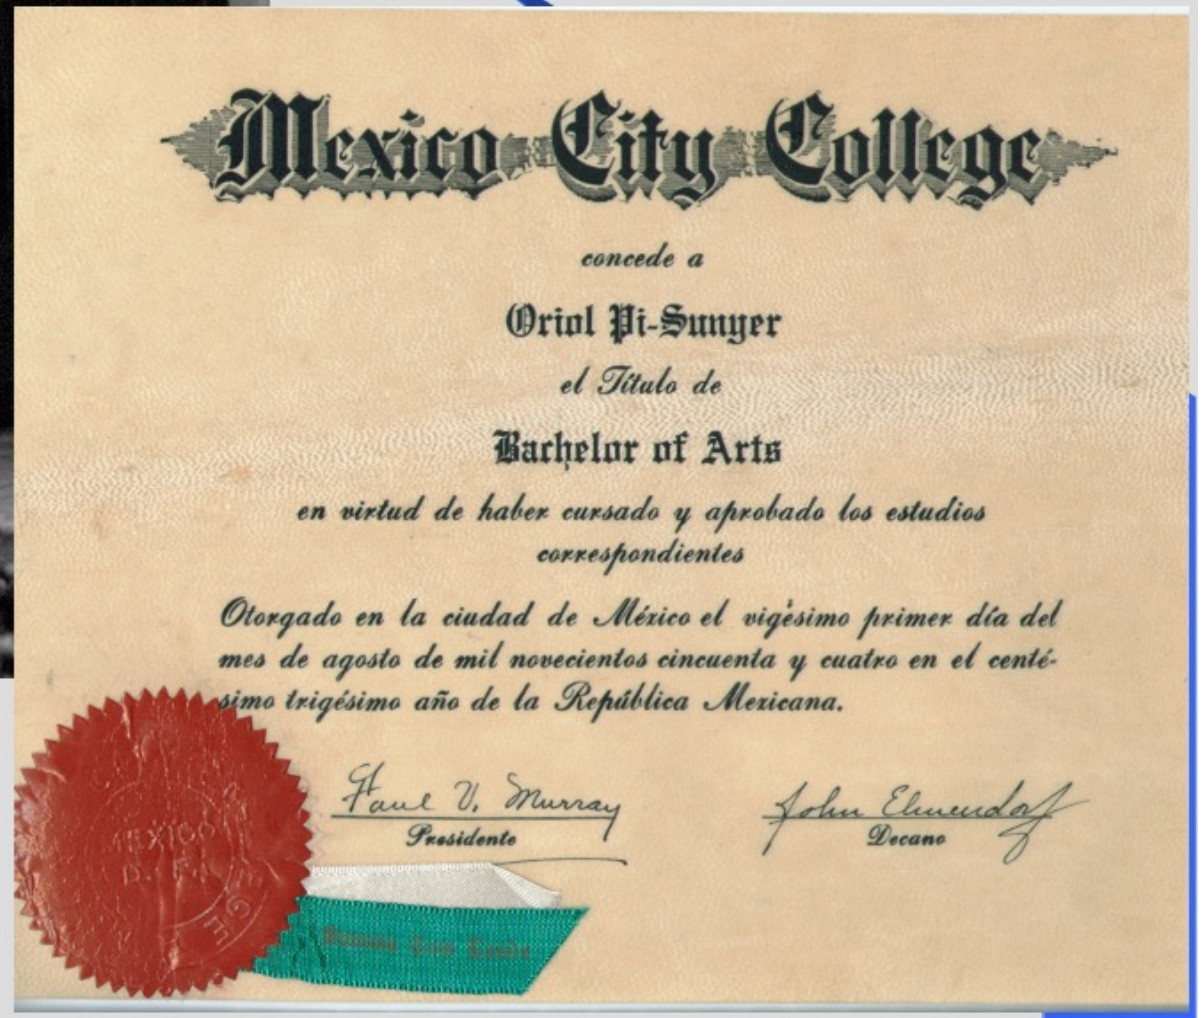 Mexico City College
concede a
Oriol Pi-Sunyer
el Título de
Bachelor of Arts
en virtud de haber cursado y aprobado los estudios
correspondientes
Otorgado en la ciudad de México el vigésimo primer día del
mes de agosto de mil novecientos cincuenta y cuatro en el centé-
simo trigésimo año de la República Mexicana.
Paul V. Murray
Presidente
John Elmendorf
Decano
MEXICO
D. F.
Cum Laude